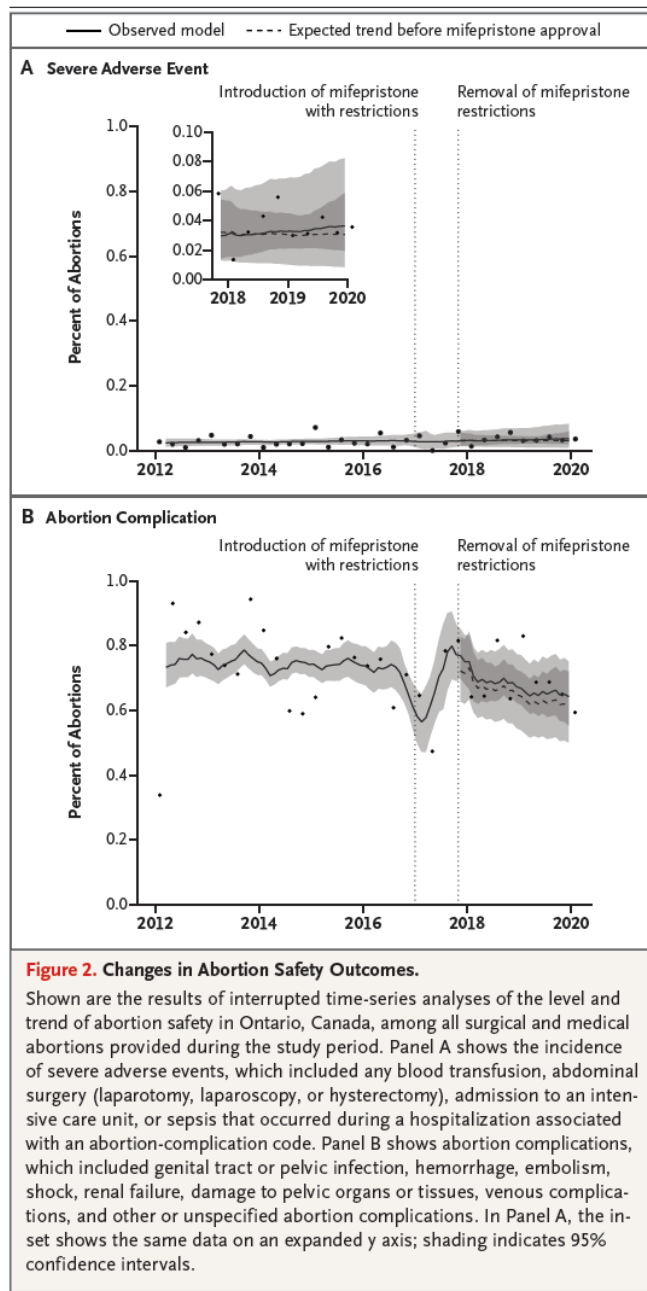 Observed model Expected trend before mifepristone approval
A Severe Adverse Event
Introduction of mifepristone with restrictions
Removal of mifepristone restrictions
Percent of Abortions
1.0
0.8
0.6
0.4
0.2
0.0
0.10
0.08
0.06
0.04
0.02
0.00
2018 2019 2020
2012 2014 2016 2018 2020
B Abortion Complication
Introduction of mifepristone with restrictions
Removal of mifepristone restrictions
Percent of Abortions
1.0
0.8
0.6
0.4
0.2
0.0
2012 2014 2016 2018 2020
Figure 2. Changes in Abortion Safety Outcomes.
Shown are the results of interrupted time-series analyses of the level and
trend of abortion safety in Ontario, Canada, among all surgical and medical
abortions provided during the study period. Panel A shows the incidence
of severe adverse events, which included any blood transfusion, abdominal
surgery (laparotomy, laparoscopy, or hysterectomy), admission to an inten-
sive care unit, or sepsis that occurred during a hospitalization associated
with an abortion-complication code. Panel B shows abortion complications,
which included genital tract or pelvic infection, hemorrhage, embolism,
shock, renal failure, damage to pelvic organs or tissues, venous complica-
tions, and other or unspecified abortion complications. In Panel A, the in-
set shows the same data on an expanded y axis; shading indicates 95%
confidence intervals.